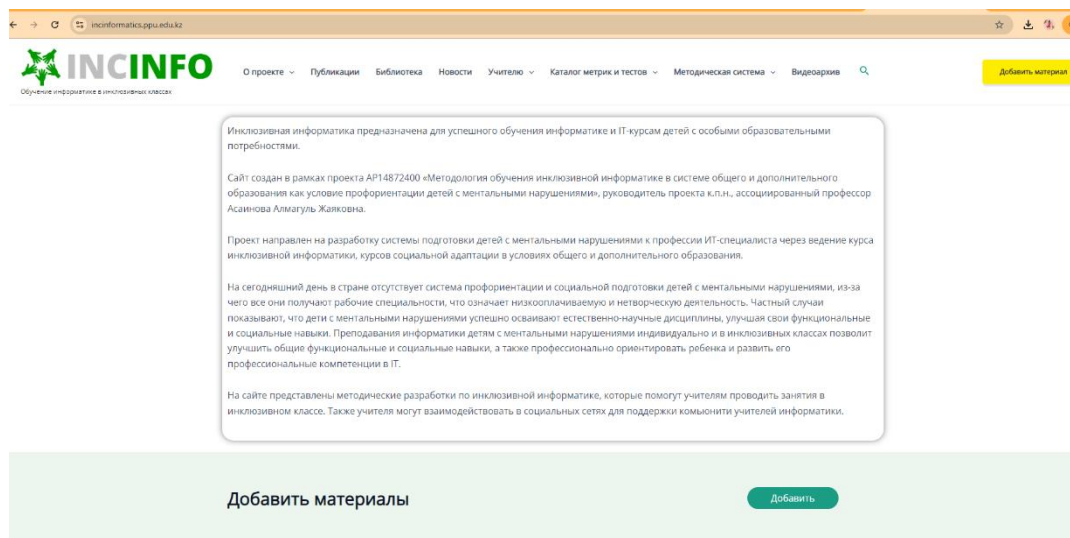 incinformatics.ppu.edu.kz
INCINFO
Обучение информатике в инклюзивных классах
О проекте Публикации Библиотека Новости Учителю Каталог метрик и тестов Методическая система Видеоархив
Добавить материал
Инклюзивная информатика предназначена для успешного обучения информатике и IT-курсам детей с особыми образовательными
потребностями.
Сайт создан в рамках проекта АР14872400 «Методология обучения инклюзивной информатике в системе общего и дополнительного
образования как условие профориентации детей с ментальными нарушениями», руководитель проекта к.п.н., ассоциированный профессор
Асаинова Алмагуль Жаяковна.
Проект направлен на разработку системы подготовки детей с ментальными нарушениями к профессии ИТ-специалиста через ведение курса
инклюзивной информатики, курсов социальной адаптации в условиях общего и дополнительного образования.
На сегодняшний день в стране отсутствует система профориентации и социальной подготовки детей с ментальными нарушениями, из-за
чего все они получают рабочие специальности, что означает низкооплачиваемую и нетворческую деятельность. Частный случаи
показывают, что дети с ментальными нарушениями успешно осваивают естественно-научные дисциплины, улучшая свои функциональные
и социальные навыки. Преподавания информатики детям с ментальными нарушениями индивидуально и в инклюзивных классах позволит
улучшить общие функциональные и социальные навыки, а также профессионально ориентировать ребенка и развить его
профессиональные компетенции в IT.
На сайте представлены методические разработки по инклюзивной информатике, которые помогут учителям проводить занятия в
инклюзивном классе. Также учителя могут взаимодействовать в социальных сетях для поддержки комьюнити учителей информатики.
Добавить материалы
Добавить